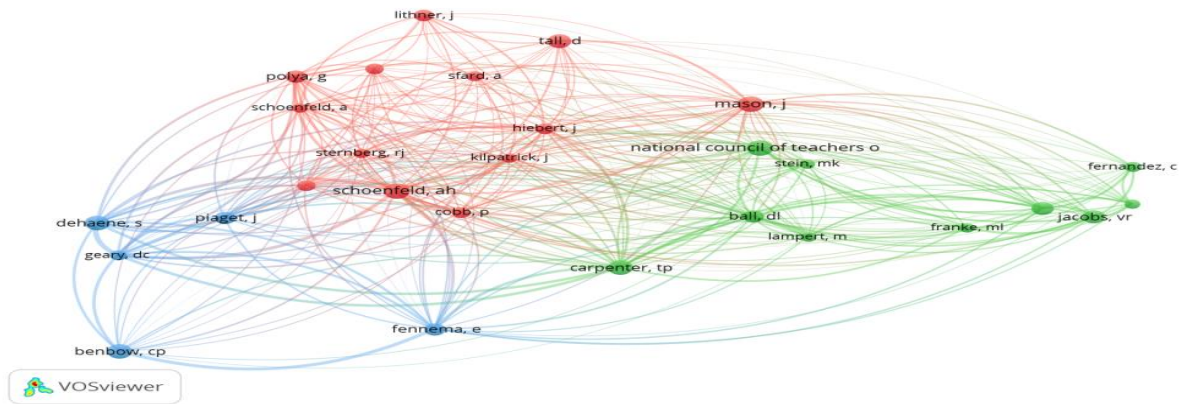 lithner, j
tall, d
polya, g
sfard, a
schoenfeld, a
mason, j
hiebert, j
national council of teachers o
sternberg, rj
kilpatrick, j
stein, mk
fernandez, c
schoenfeld, ah
dehaene, s
piaget, j
cobb, p
ball, dl
jacobs, vr
franke, ml
lampert, m
geary, dc
carpenter, tp
fennema, e
benbow, cp
VOSviewer